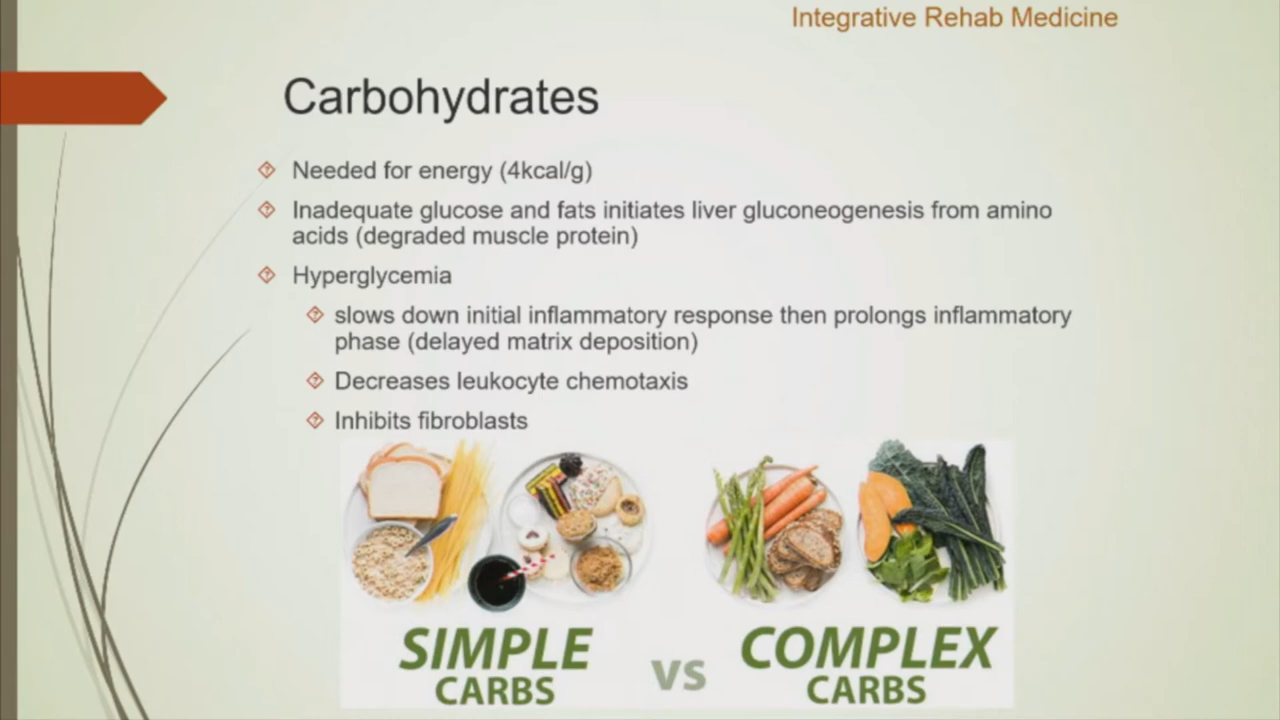 Integrative Rehab Medicine
Carbohydrates
Needed for energy (4kcal/g)
Inadequate glucose and fats initiates liver gluconeogenesis from amino
acids (degraded muscle protein)
Hyperglycemia
slows down initial inflammatory response then prolongs inflammatory
phase (delayed matrix deposition)
Decreases leukocyte chemotaxis
Inhibits fibroblasts
SIMPLE
CARBS
VS
COMPLEX
CARBS